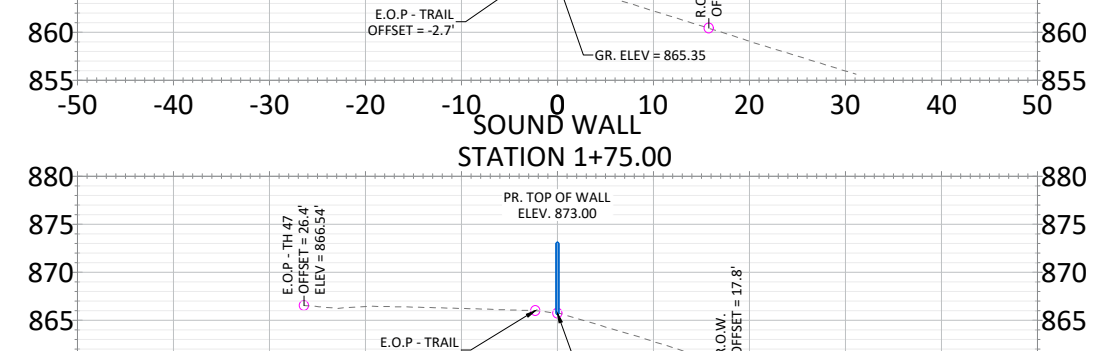 E.O.P - TRAIL
OFFSET = -2.7'
R.O
OF
860
860
GR. ELEV = 865.35
855
855
-50 -40 -30 -20 -10 0 10 20 30 40 50
SOUND WALL
STATION 1+75.00
880
880
PR. TOP OF WALL
ELEV. 873.00
875
875
E.O.P - TH 47
OFFSET = 26.4'
ELEV = 866.54'
870
870
R.O.W.
OFFSET = 17.8'
865
865
E.O.P - TRAIL